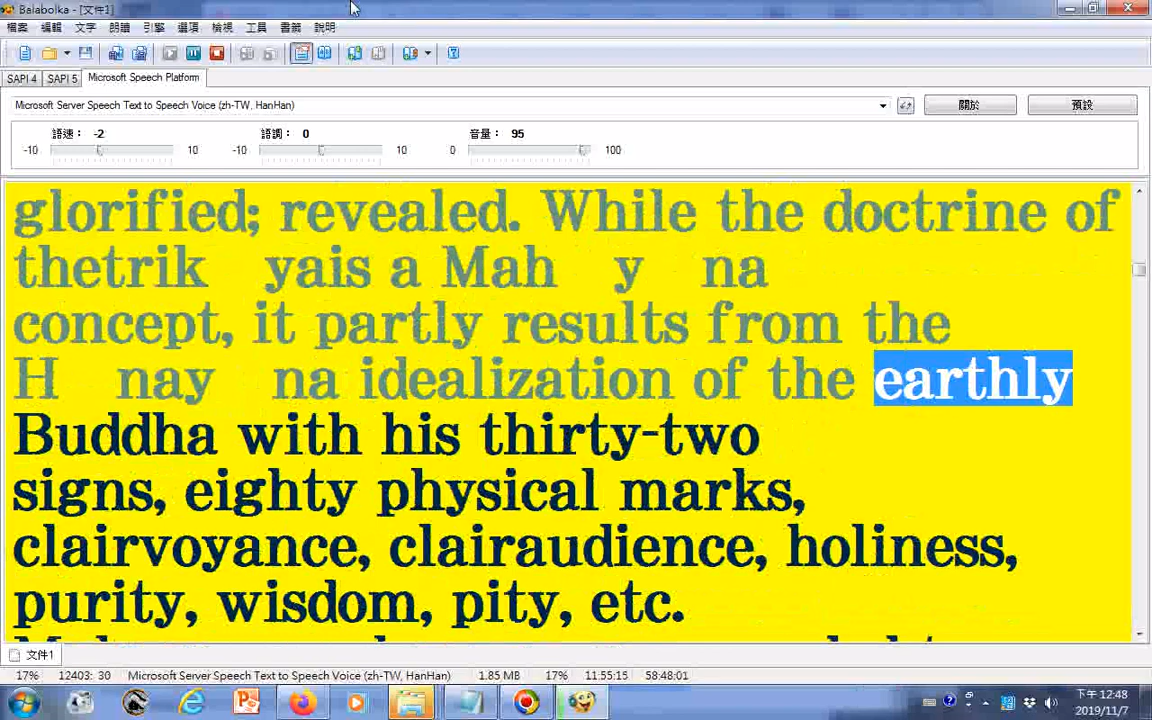 Balabolka - [文件1]
檔案 編輯 文字 朗讀 引擎 選項 檢視 工具 書籤 說明
SAPI 4 SAPI 5 Microsoft Speech Platform
Microsoft Server Speech Text to Speech Voice (zh-TW, HanHan) 關於 預設
語速： -2 語調： 0 音量： 95
-10 10 -10 10 0 100
glorified; revealed. While the doctrine of
thetrik yais a Mah y na
concept, it partly results from the
H nay na idealization of the earthly
Buddha with his thirty-two
signs, eighty physical marks,
clairvoyance, clairaudience, holiness,
purity, wisdom, pity, etc.
文件1
17% 12403: 30 Microsoft Server Speech Text to Speech Voice (zh-TW, HanHan) 1.85 MB 17% 11:55:15 58:48:01
下午 12:48
2019/11/7